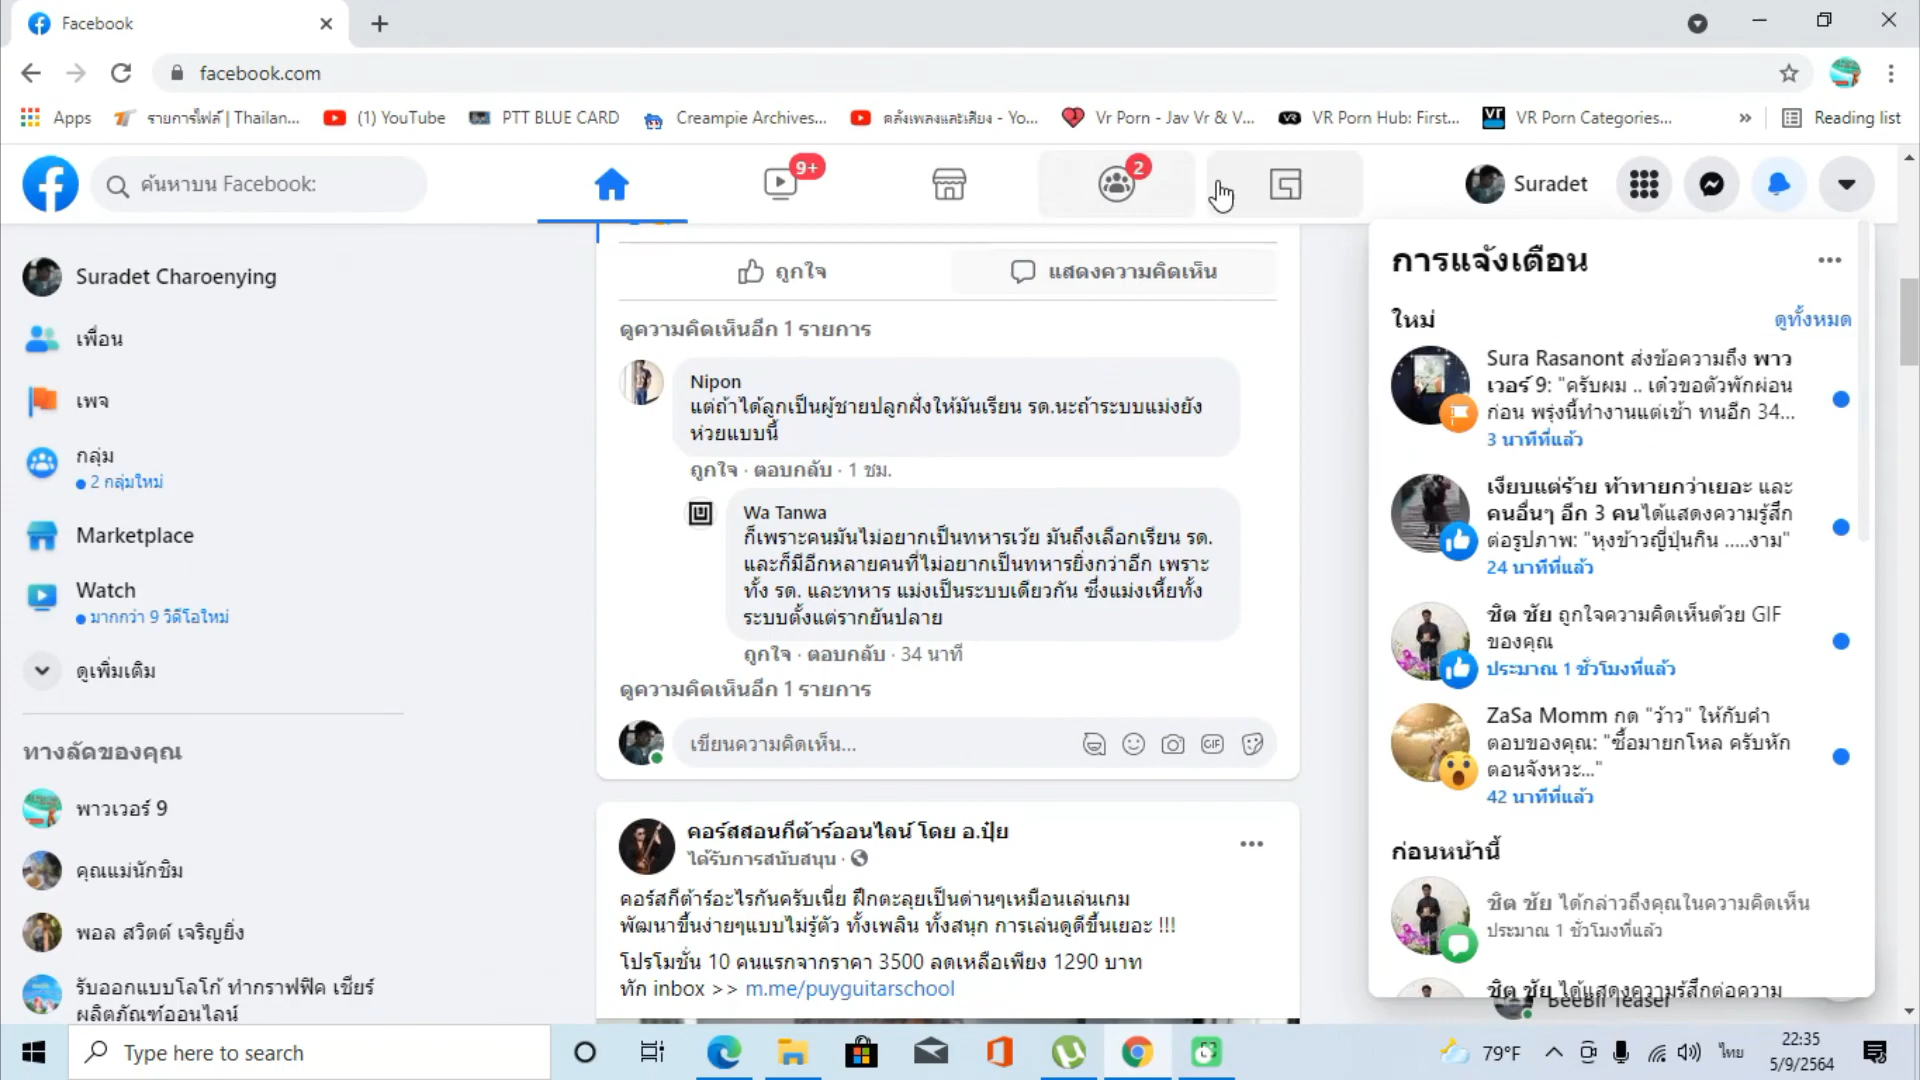 Facebook
facebook.com
Apps
รายการไฟล์ | Thailan...
(1) YouTube
PTT BLUE CARD
Creampie Archives...
คลังเพลงและเสียง - Yo...
Vr Porn - Jav Vr & V...
VR Porn Hub: First...
VR Porn Categories...
»
Reading list
ค้นหาบน Facebook:
9+
2
Suradet
Suradet Charoenying
เพื่อน
เพจ
กลุ่ม
2 กลุ่มใหม่
Marketplace
Watch
มากกว่า 9 วิดีโอใหม่
ดูเพิ่มเติม
ทางลัดของคุณ
พาวเวอร์ 9
คุณแม่นักชิม
พอล สวิตต์ เจริญยิ่ง
รับออกแบบโลโก้ ทำกราฟฟิค เชียร์
ผลิตภัณฑ์ออนไลน์
ถูกใจ
แสดงความคิดเห็น
ดูความคิดเห็นอีก 1 รายการ
Nipon
แต่ถ้าได้ลูกเป็นผู้ชายปลูกฝั่งให้มันเรียน รด.นะถ้าระบบแม่งยัง
ห่วยแบบนี้
ถูกใจ · ตอบกลับ · 1 ชม.
Wa Tanwa
ก็เพราะคนมันไม่อยากเป็นทหารเว้ย มันถึงเลือกเรียน รด.
และก็มีอีกหลายคนที่ไม่อยากเป็นทหารยิ่งกว่าอีก เพราะ
ทั้ง รด. และทหาร แม่งเป็นระบบเดียวกัน ซึ่งแม่งเหี้ยทั้ง
ระบบตั้งแต่รากยันปลาย
ถูกใจ · ตอบกลับ · 34 นาที
ดูความคิดเห็นอีก 1 รายการ
เขียนความคิดเห็น...
GIF
คอร์สสอนกีต้าร์ออนไลน์ โดย อ.ปุ๋ย
ได้รับการสนับสนุน ·
คอร์สกีต้าร์อะไรกันครับเนี่ย ฝึกตะลุยเป็นด่านๆเหมือนเล่นเกม
พัฒนาขึ้นง่ายๆแบบไม่รู้ตัว ทั้งเพลิน ทั้งสนุก การเล่นดูดีขึ้นเยอะ !!!
โปรโมชั่น 10 คนแรกจากราคา 3500 ลดเหลือเพียง 1290 บาท
ทัก inbox >> m.me/puyguitarschool
การแจ้งเตือน
ใหม่
ดูทั้งหมด
Sura Rasanont ส่งข้อความถึง พาว
เวอร์ 9: "ครับผม .. เด๋วขอตัวพักผ่อน
ก่อน พรุ่งนี้ทำงานแต่เช้า ทนอีก 34...
3 นาทีที่แล้ว
เงียบแต่ร้าย ท้าทายกว่าเยอะ และ
คนอื่นๆ อีก 3 คนได้แสดงความรู้สึก
ต่อรูปภาพ: "หุงข้าวญี่ปุ่นกิน .....งาม"
24 นาทีที่แล้ว
ชิต ชัย ถูกใจความคิดเห็นด้วย GIF
ของคุณ
ประมาณ 1 ชั่วโมงที่แล้ว
ZaSa Momm กด "ว้าว" ให้กับคำ
ตอบของคุณ: "ซื้อมายกโหล ครับหัก
ตอนจังหวะ..."
42 นาทีที่แล้ว
ก่อนหน้านี้
ชิต ชัย ได้กล่าวถึงคุณในความคิดเห็น
ประมาณ 1 ชั่วโมงที่แล้ว
ชิต ชัย ได้แสดงความรู้สึกต่อความ
BeeBii Teaser
Type here to search
79°F
ไทย
22:35
5/9/2564